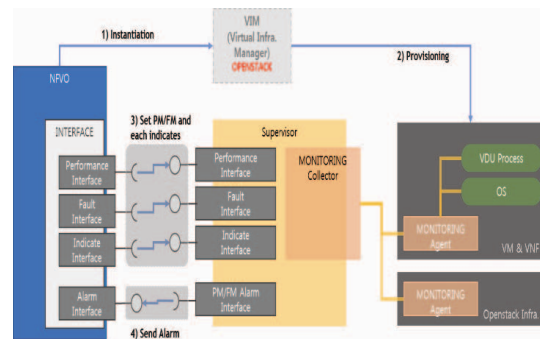 VIM
(Virtual Infra.
Manager)
OPENSTACK
1) Instantiation
2) Provisioning
NFVO
INTERFACE
Performance
Interface
Fault
Interface
Indicate
Interface
Alarm
Interface
3) Set PM/FM and
each indicates
4) Send Alarm
Supervisor
Performance
Interface
Fault
Interface
Indicate
Interface
PM/FM Alarm
Interface
MONITORING
Collector
VDU Process
OS
MONITORING
Agent
VM & VNF
MONITORING
Agent
Openstack Infra.